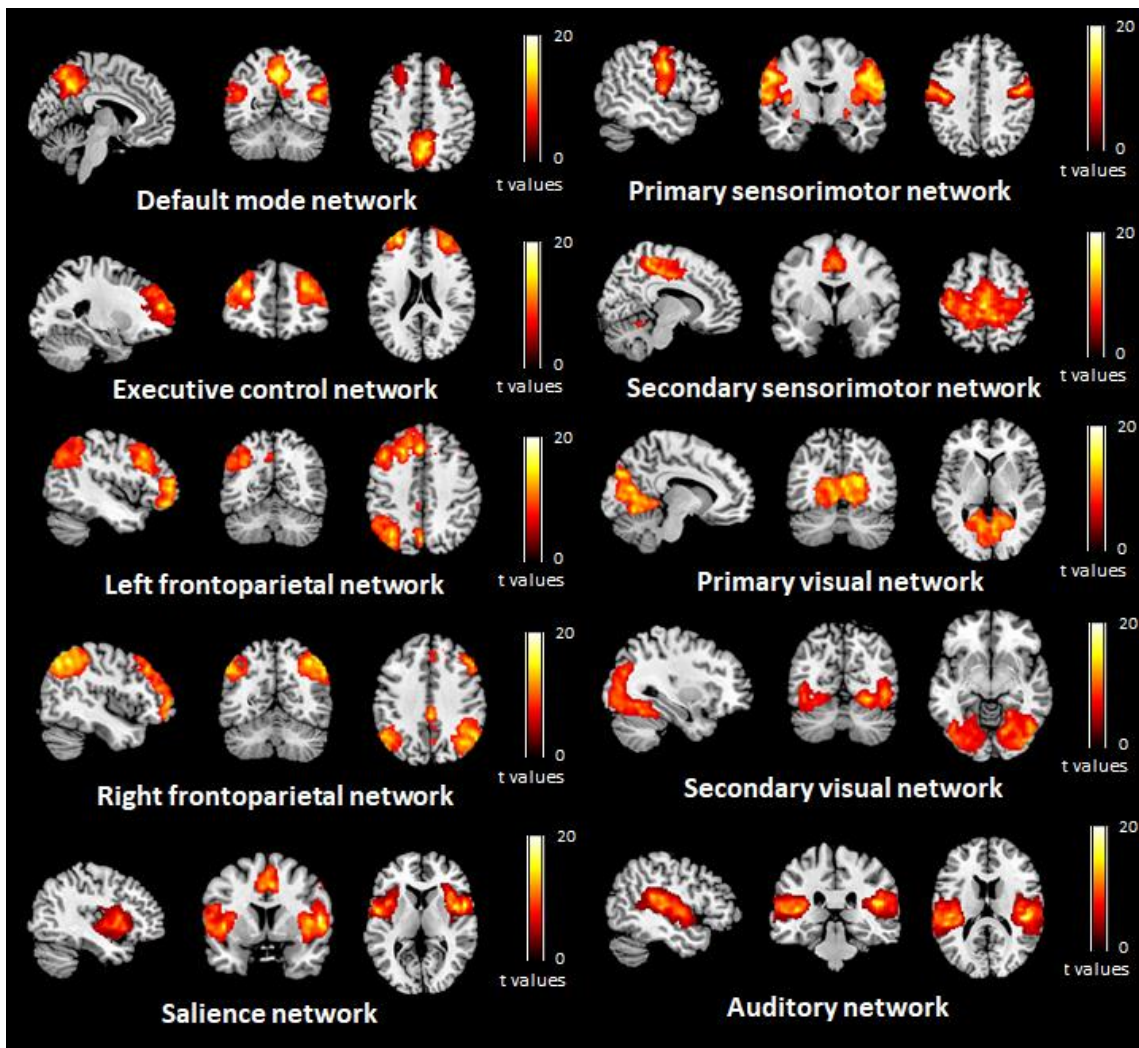 20
0
t values
Default mode network
20
0
t values
Primary sensorimotor network
20
0
t values
Executive control network
20
0
t values
Secondary sensorimotor network
20
0
t values
Left frontoparietal network
20
0
t values
Primary visual network
20
0
t values
Right frontoparietal network
20
0
t values
Secondary visual network
20
0
t values
Salience network
20
0
t values
Auditory network